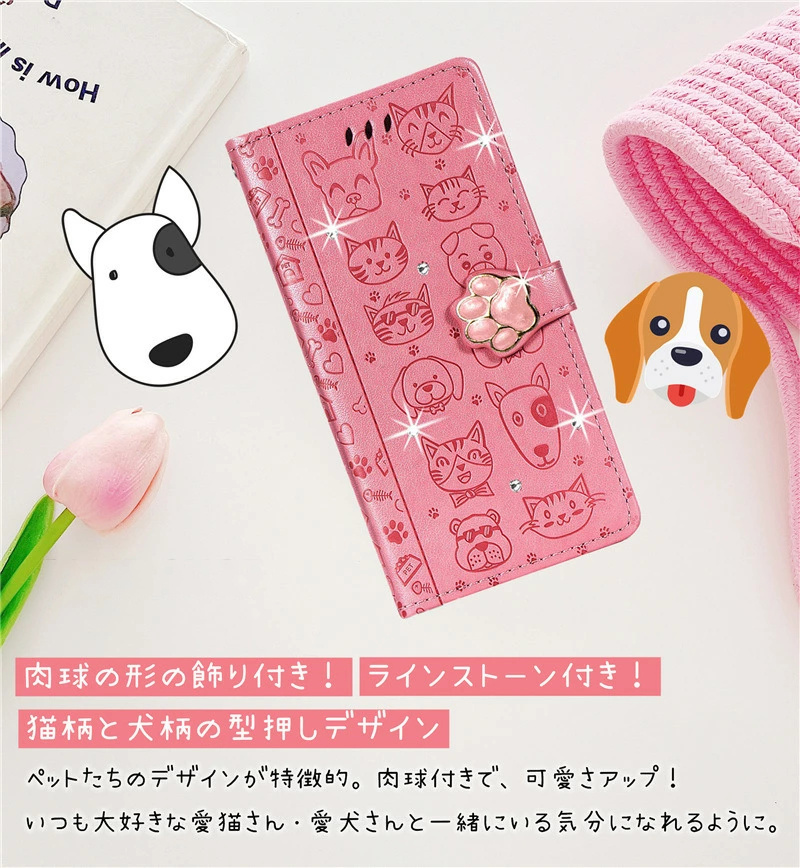 How is
肉球の形の飾り付き! ラインストーン付き!
猫柄と犬柄の型押しデザイン
ペットたちのデザインが特徴的。肉球付きで、可愛さアップ!
いつも大好きな愛猫さん・愛犬さんと一緒にいる気分になれるように。
PET
PET
PET